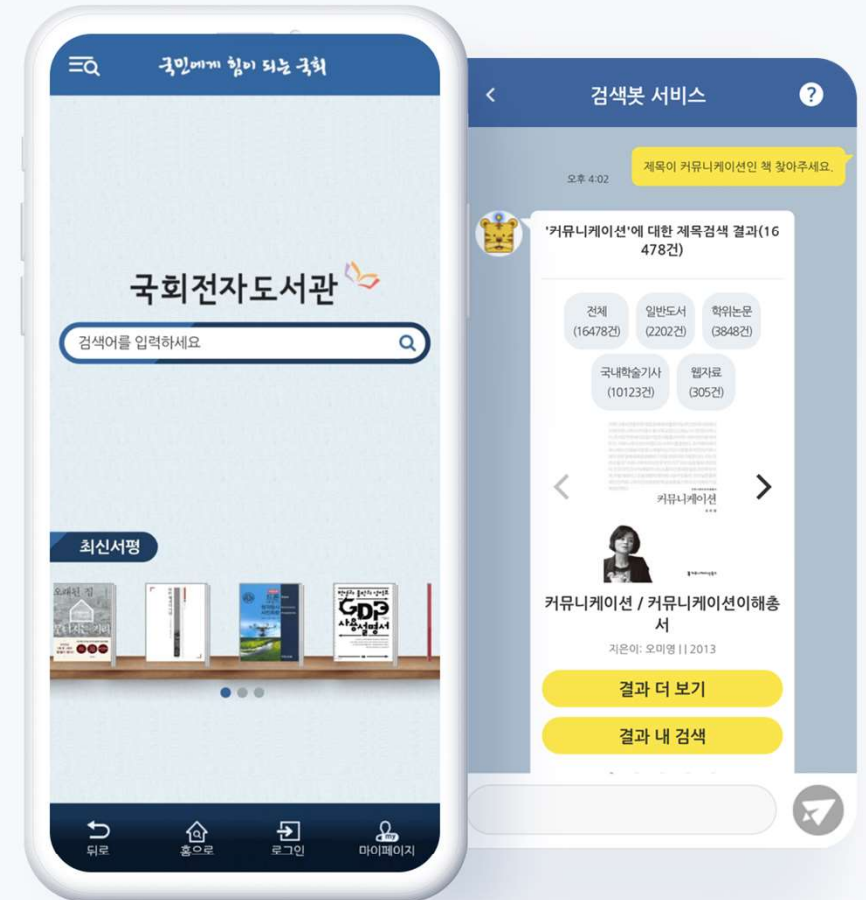 국민에게 힘이 되는 국회
국회전자도서관
검색어를 입력하세요
최신서평
오래된 집
GDP
사용설명서
뒤로
홈으로
로그인
my
마이페이지
검색봇 서비스
?
제목이 커뮤니케이션인 책 찾아주세요.
오후 4:02
'커뮤니케이션'에 대한 제목검색 결과(16
478건)
전체
(16478건)
일반도서
(2202건)
학위논문
(3848건)
국내학술기사
(10123건)
웹자료
(305건)
커뮤니케이션
커뮤니케이션 / 커뮤니케이션이해총
서
지은이: 오미영 || 2013
결과 더 보기
결과 내 검색